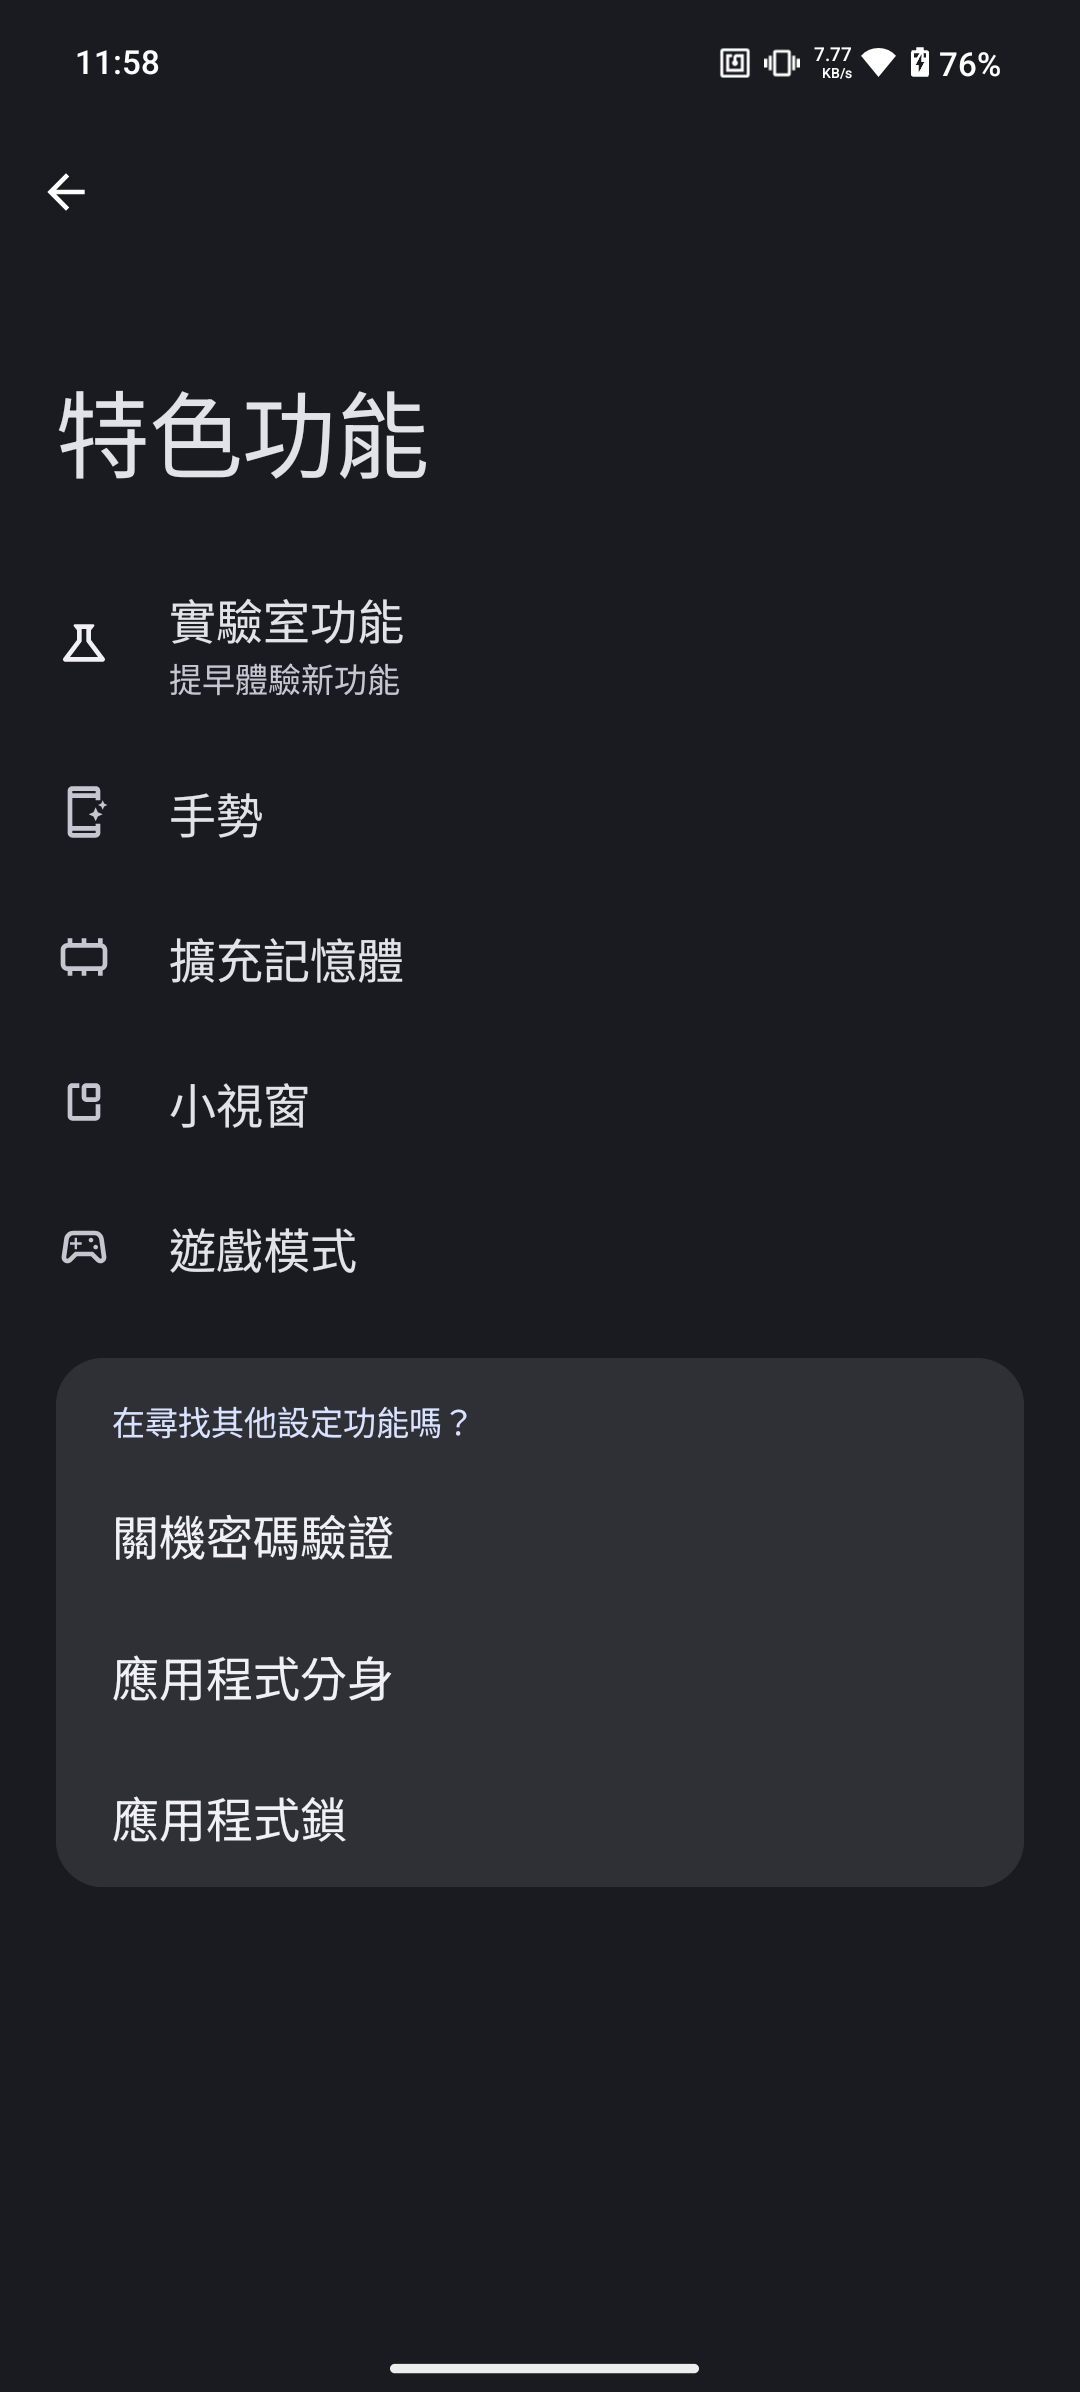 11:58
7.77
KB/s
76%
特色功能
實驗室功能
提早體驗新功能
手勢
擴充記憶體
小視窗
遊戲模式
在尋找其他設定功能嗎？
關機密碼驗證
應用程式分身
應用程式鎖